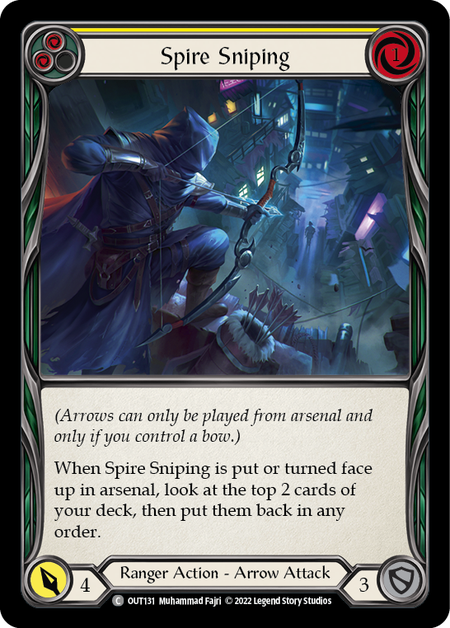 Spire Sniping
1
(Arrows can only be played from arsenal and
only if you control a bow.)
When Spire Sniping is put or turned face
up in arsenal, look at the top 2 cards of
your deck, then put them back in any
order.
4
Ranger Action - Arrow Attack
3
C OUT131 Muhammad Fajri © 2022 Legend Story Studios